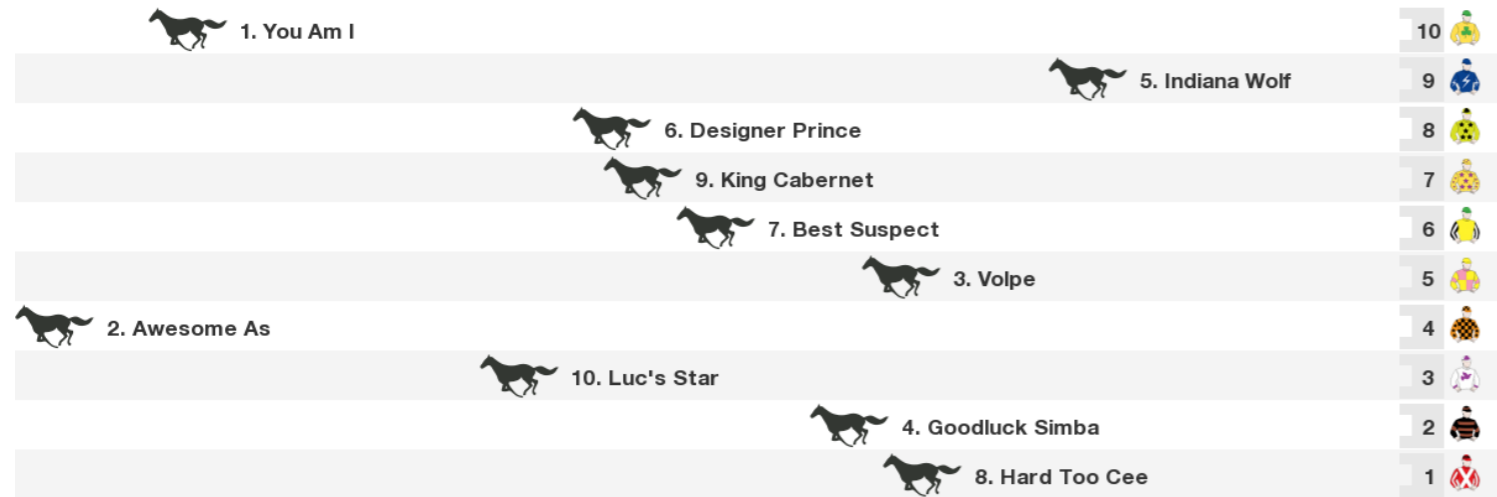 1. You Am I 10
5. Indiana Wolf 9
6. Designer Prince 8
9. King Cabernet 7
7. Best Suspect 6
3. Volpe 5
2. Awesome As 4
10. Luc's Star 3
4. Goodluck Simba 2
8. Hard Too Cee 1